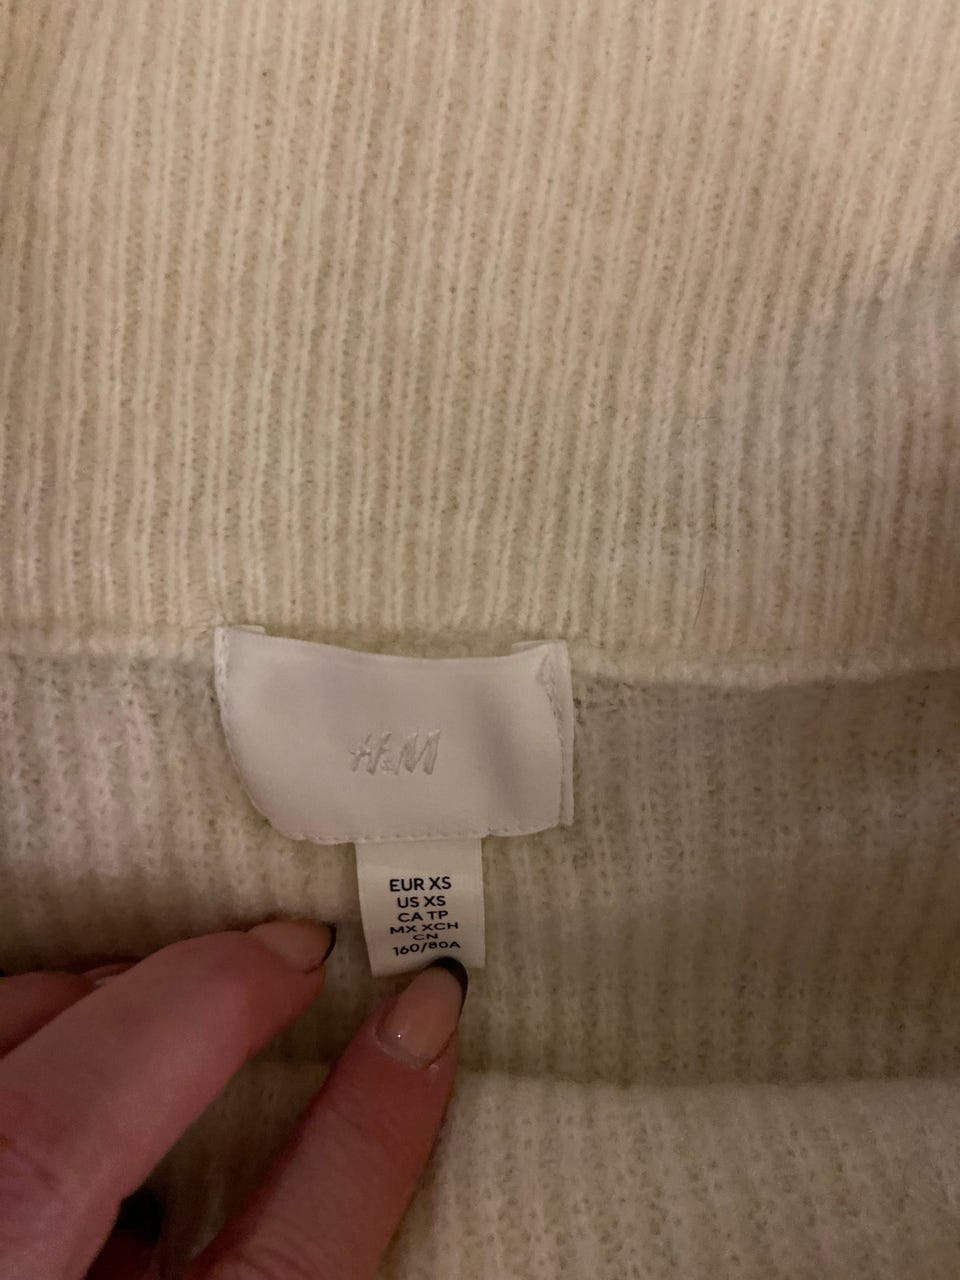 H&M
EUR XS
US XS
CA TP
MX XCH
CN
160/80A